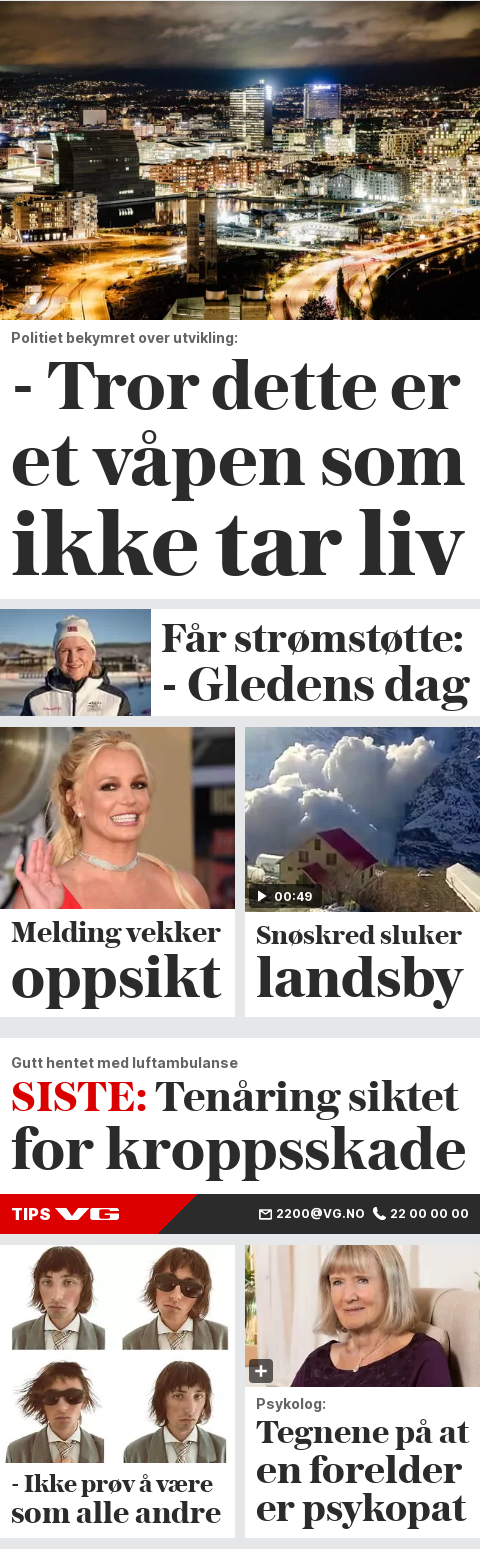 Politiet bekymret over utvikling:
- Tror dette er
et våpen som
ikke tar liv
Får strømstøtte:
- Gledens dag
00:49
Melding vekker
oppsikt
Snøskred sluker
landsby
Gutt hentet med luftambulanse
SISTE: Tenåring siktet
for kroppsskade
TIPS VG
2200@VG.NO 22 00 00 00
- Ikke prøv å være
som alle andre
Psykolog:
Tegnene på at
en forelder
er psykopat